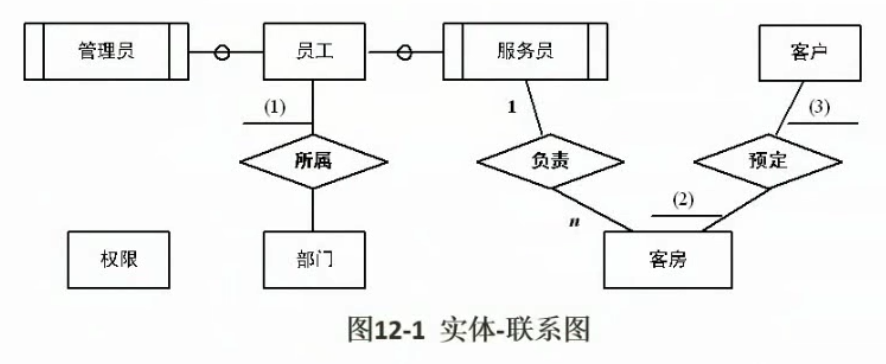 管理员 员工 服务员 客户
(1) 1 (3)
所属 负责 预定
n (2)
权限 部门 客房
图12-1 实体-联系图